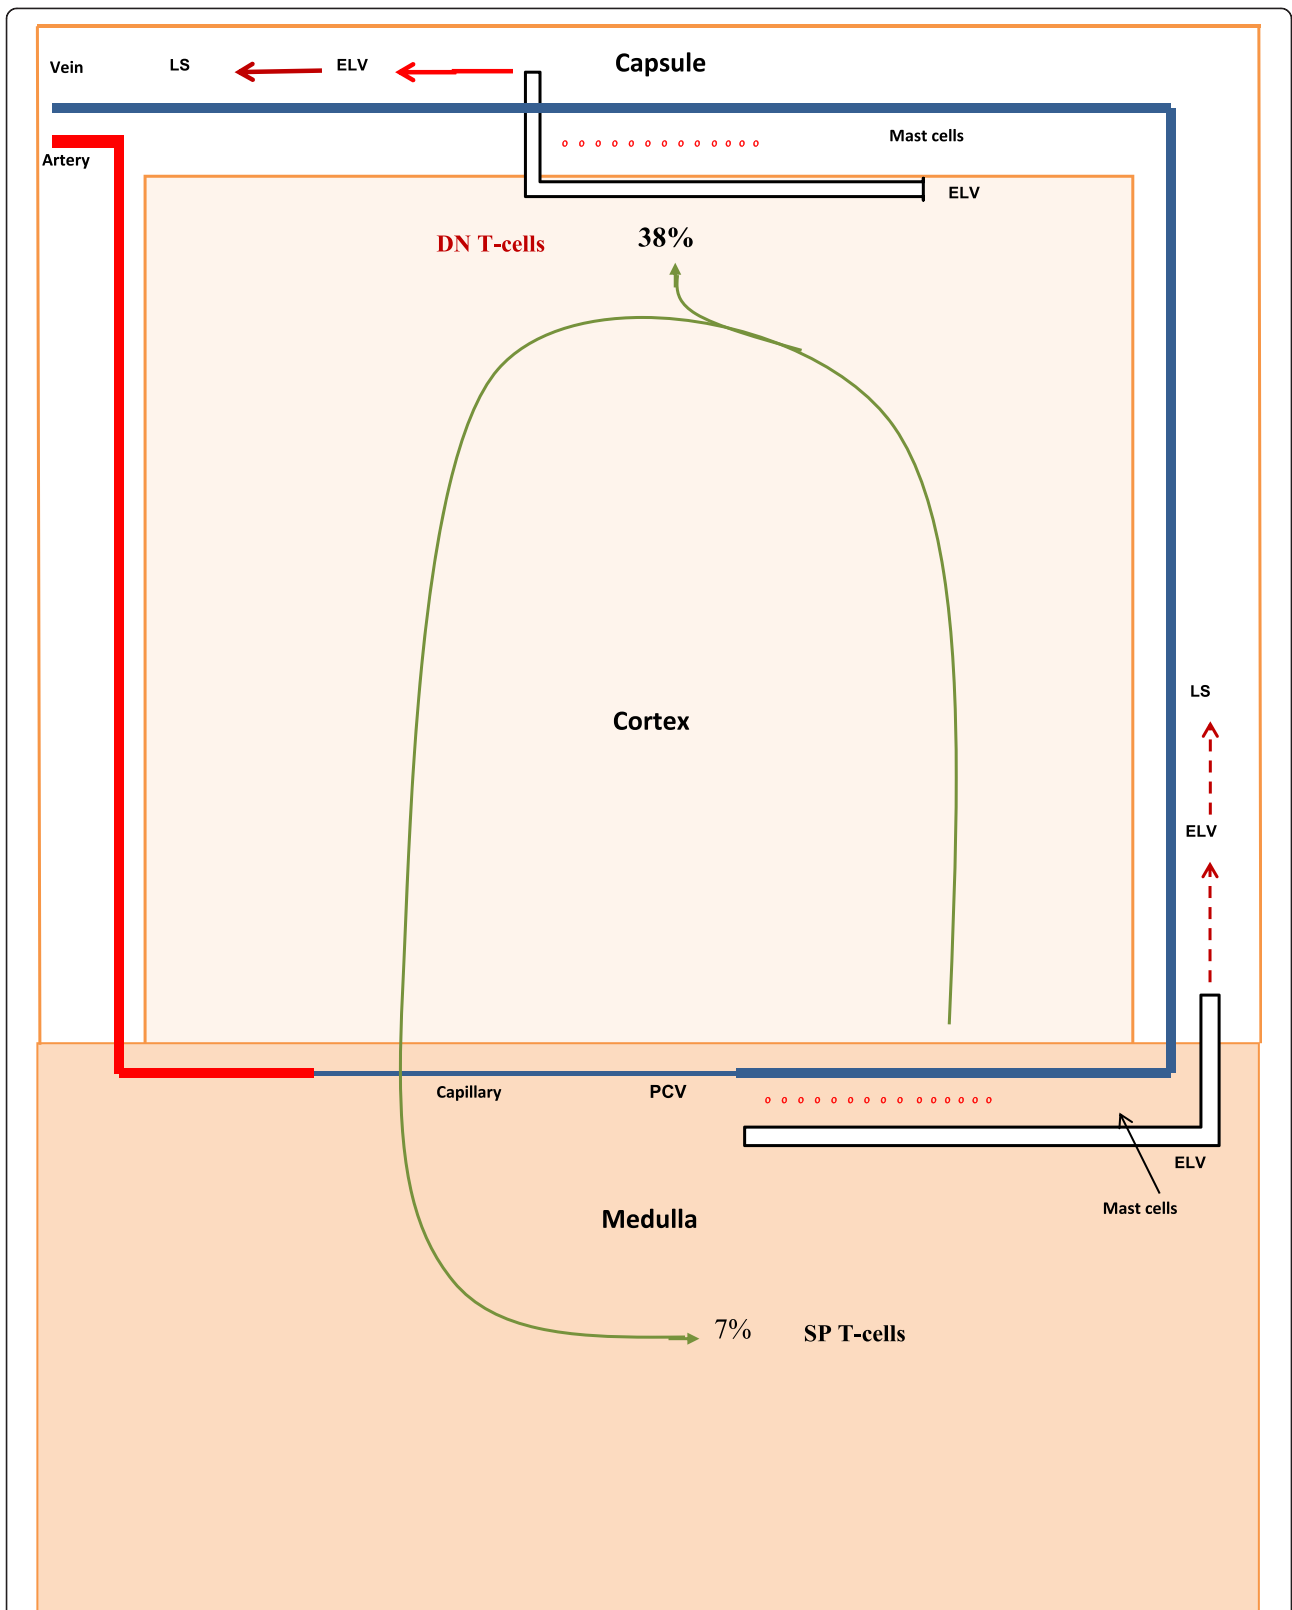 Capsule
Vein
LS
ELV
Mast cells
Artery
ELV
DN T-cells
38%
Cortex
LS
ELV
Capillary
PCV
ELV
Mast cells
Medulla
7%
SP T-cells